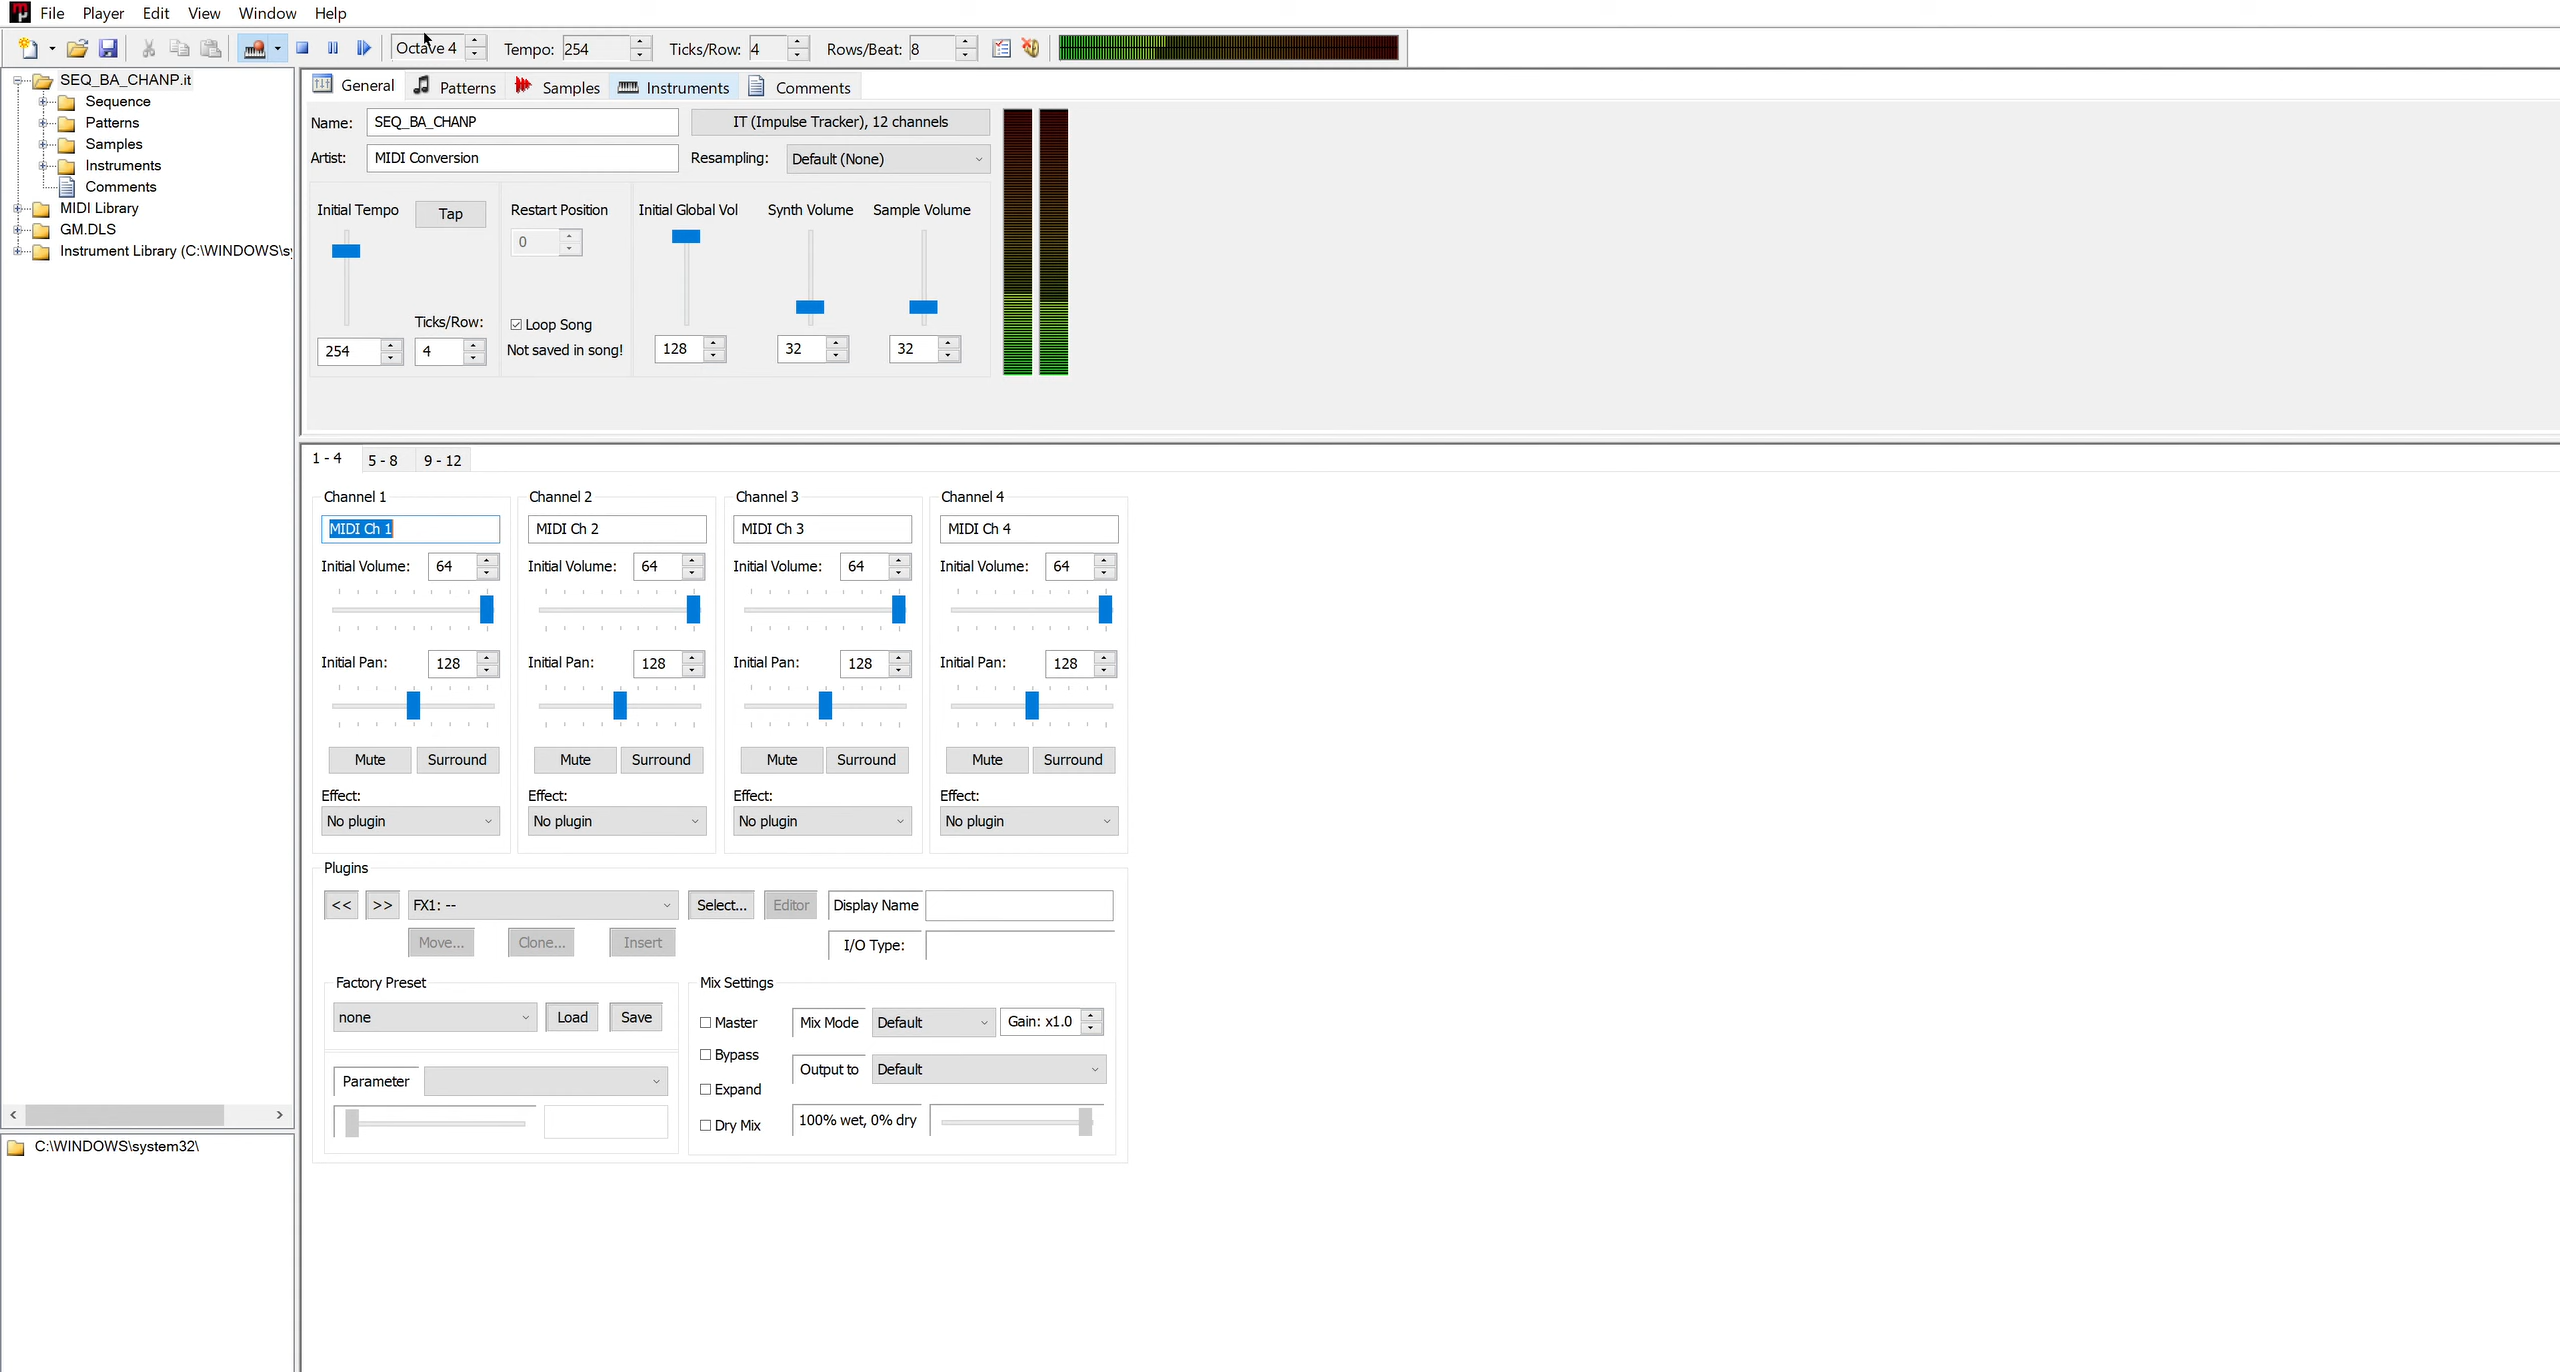 File Player Edit View Window Help
Octave 4 Tempo: 254 Ticks/Row: 4 Rows/Beat: 8
SEQ_BA_CHANP.it
Sequence
Patterns
Samples
Instruments
Comments
MIDI Library
GM.DLS
Instrument Library (C:\WINDOWS\sy
C:\WINDOWS\system32\
General Patterns Samples Instruments Comments
Name: SEQ_BA_CHANP IT (Impulse Tracker), 12 channels
Artist: MIDI Conversion Resampling: Default (None)
Initial Tempo Tap Restart Position Initial Global Vol Synth Volume Sample Volume
0
Ticks/Row: Loop Song
254 4 Not saved in song! 128 32 32
1 - 4 5 - 8 9 - 12
Channel 1 Channel 2 Channel 3 Channel 4
MIDI Ch 1 MIDI Ch 2 MIDI Ch 3 MIDI Ch 4
Initial Volume: 64 Initial Volume: 64 Initial Volume: 64 Initial Volume: 64
Initial Pan: 128 Initial Pan: 128 Initial Pan: 128 Initial Pan: 128
Mute Surround Mute Surround Mute Surround Mute Surround
Effect: Effect: Effect: Effect:
No plugin No plugin No plugin No plugin
Plugins
<< >> FX1: -- Select... Editor Display Name
Move... Clone... Insert I/O Type:
Factory Preset Mix Settings
none Load Save Master Mix Mode Default Gain: x1.0
Bypass
Parameter Output to Default
Expand
Dry Mix 100% wet, 0% dry